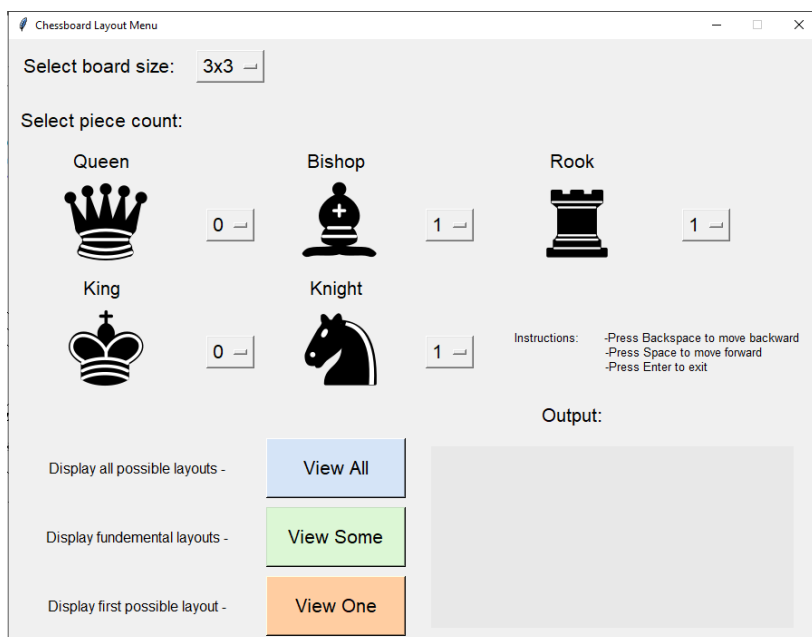 Chessboard Layout Menu
Select board size: 3x3
Select piece count:
Queen Bishop Rook
0 1 1
King Knight
0 1
Instructions: -Press Backspace to move backward
-Press Space to move forward
-Press Enter to exit
Output:
Display all possible layouts - View All
Display fundemental layouts - View Some
Display first possible layout - View One